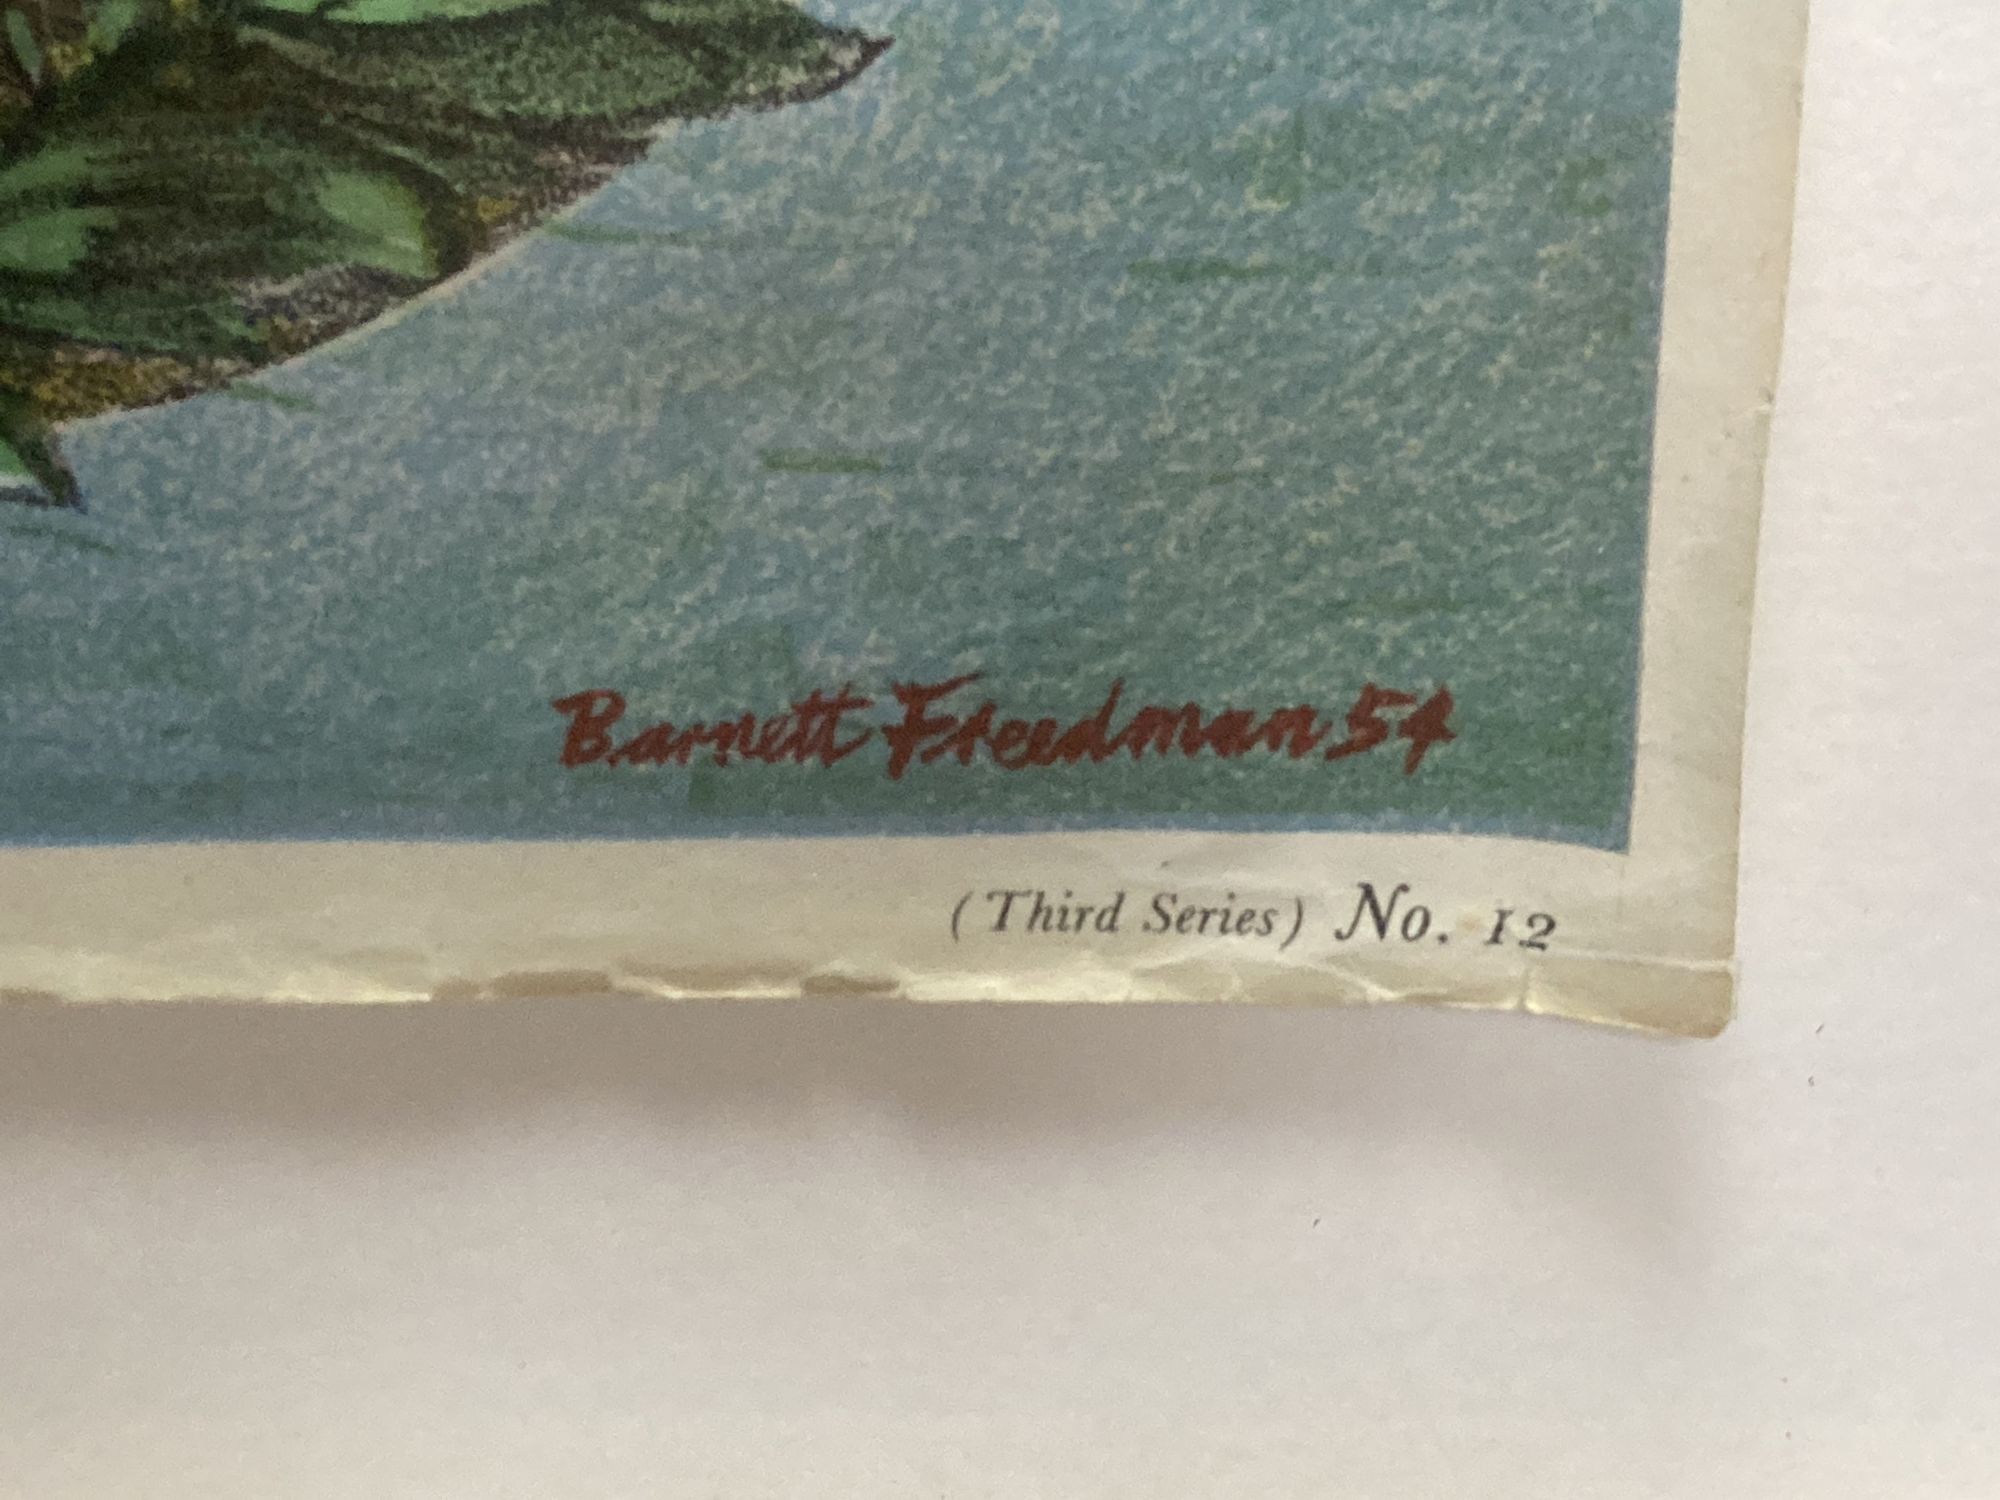 Barnett Freedman 54
(Third Series) No. 12